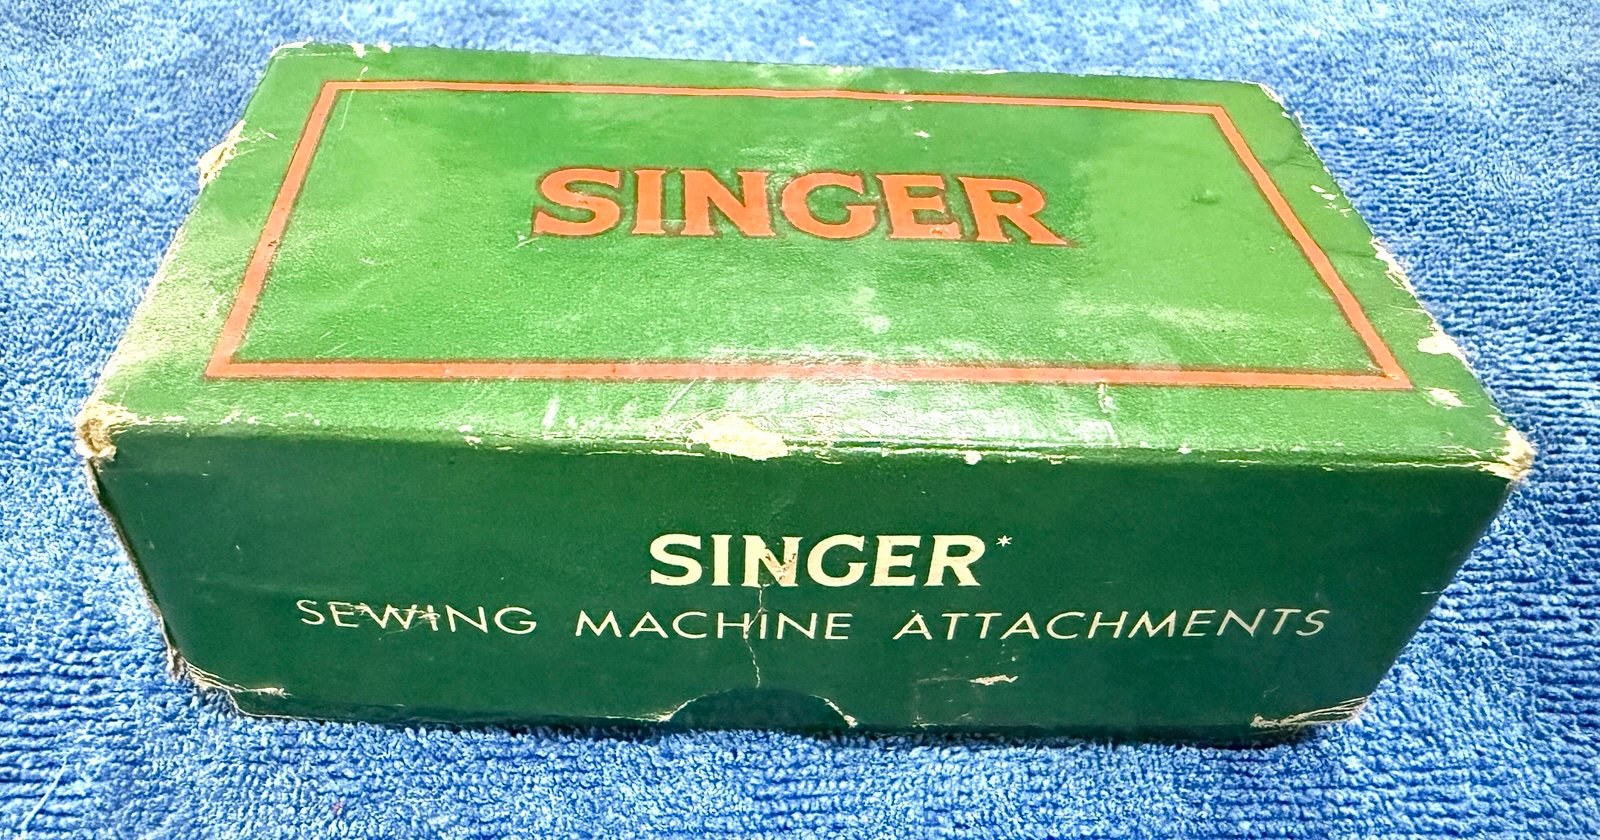 SINGER
SINGER*
SEWING MACHINE ATTACHMENTS